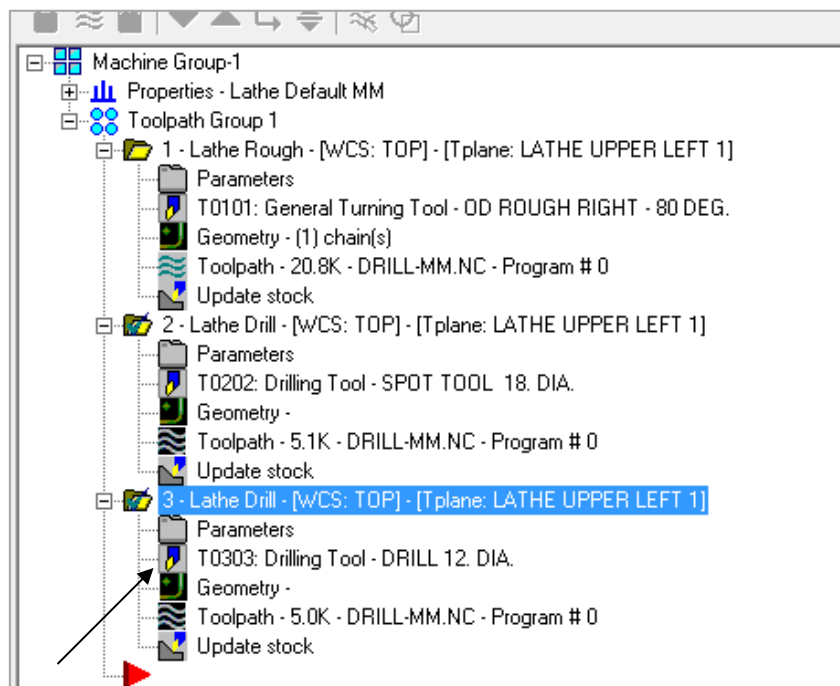 Machine Group-1
Properties - Lathe Default MM
Toolpath Group 1
1 - Lathe Rough - [WCS: TOP] - [Tplane: LATHE UPPER LEFT 1]
Parameters
T0101: General Turning Tool - OD ROUGH RIGHT - 80 DEG.
Geometry - (1) chain(s)
Toolpath - 20.8K - DRILL-MM.NC - Program # 0
Update stock
2 - Lathe Drill - [WCS: TOP] - [Tplane: LATHE UPPER LEFT 1]
Parameters
T0202: Drilling Tool - SPOT TOOL  18. DIA.
Geometry -
Toolpath - 5.1K - DRILL-MM.NC - Program # 0
Update stock
3 - Lathe Drill - [WCS: TOP] - [Tplane: LATHE UPPER LEFT 1]
Parameters
T0303: Drilling Tool - DRILL 12. DIA.
Geometry -
Toolpath - 5.0K - DRILL-MM.NC - Program # 0
Update stock